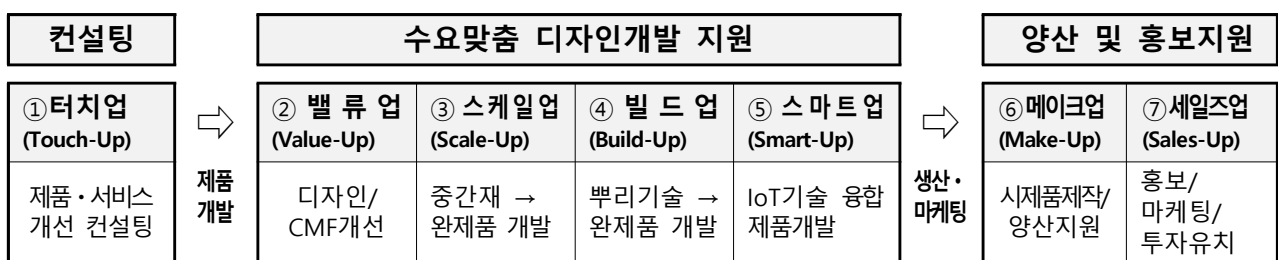 컨설팅
수요맞춤 디자인개발 지원
양산 및 홍보지원
①터치업
(Touch-Up)
제품・서비스
개선 컨설팅
⇨
제품
개발
② 밸 류 업
(Value-Up)
디자인/
CMF개선
③ 스케일업
(Scale-Up)
중간재 →
완제품 개발
④ 빌 드 업
(Build-Up)
뿌리기술 →
완제품 개발
⑤ 스마트업
(Smart-Up)
IoT기술 융합
제품개발
⇨
생산・
마케팅
⑥메이크업
(Make-Up)
시제품제작/
양산지원
⑦세일즈업
(Sales-Up)
홍보/
마케팅/
투자유치